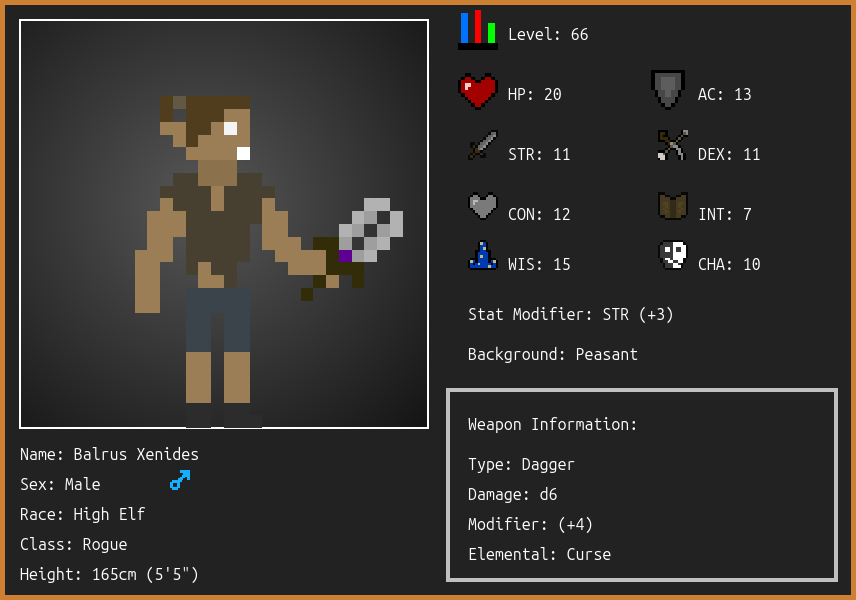 Level: 66
HP: 20
AC: 13
STR: 11
DEX: 11
CON: 12
INT: 7
WIS: 15
CHA: 10
Stat Modifier: STR (+3)
Background: Peasant
Weapon Information:
Type: Dagger
Damage: d6
Modifier: (+4)
Elemental: Curse
Name: Balrus Xenides
Sex: Male
Race: High Elf
Class: Rogue
Height: 165cm (5'5")